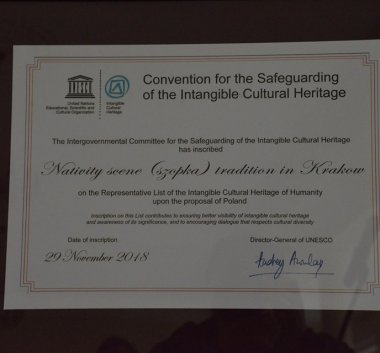 Convention for the Safeguarding
of the Intangible Cultural Heritage
UNESCO
United Nations
Educational, Scientific and
Cultural Organization
Intangible
Cultural
Heritage
The Intergovernmental Committee for the Safeguarding of the Intangible Cultural Heritage
has inscribed
Nativity scene (szopka) tradition in Krakow
on the Representative List of the Intangible Cultural Heritage of Humanity
upon the proposal of Poland
Inscription on this List contributes to ensuring better visibility of intangible cultural heritage
and awareness of its significance, and to encouraging dialogue that respects cultural diversity
Date of inscription
29 November 2018
Director-General of UNESCO